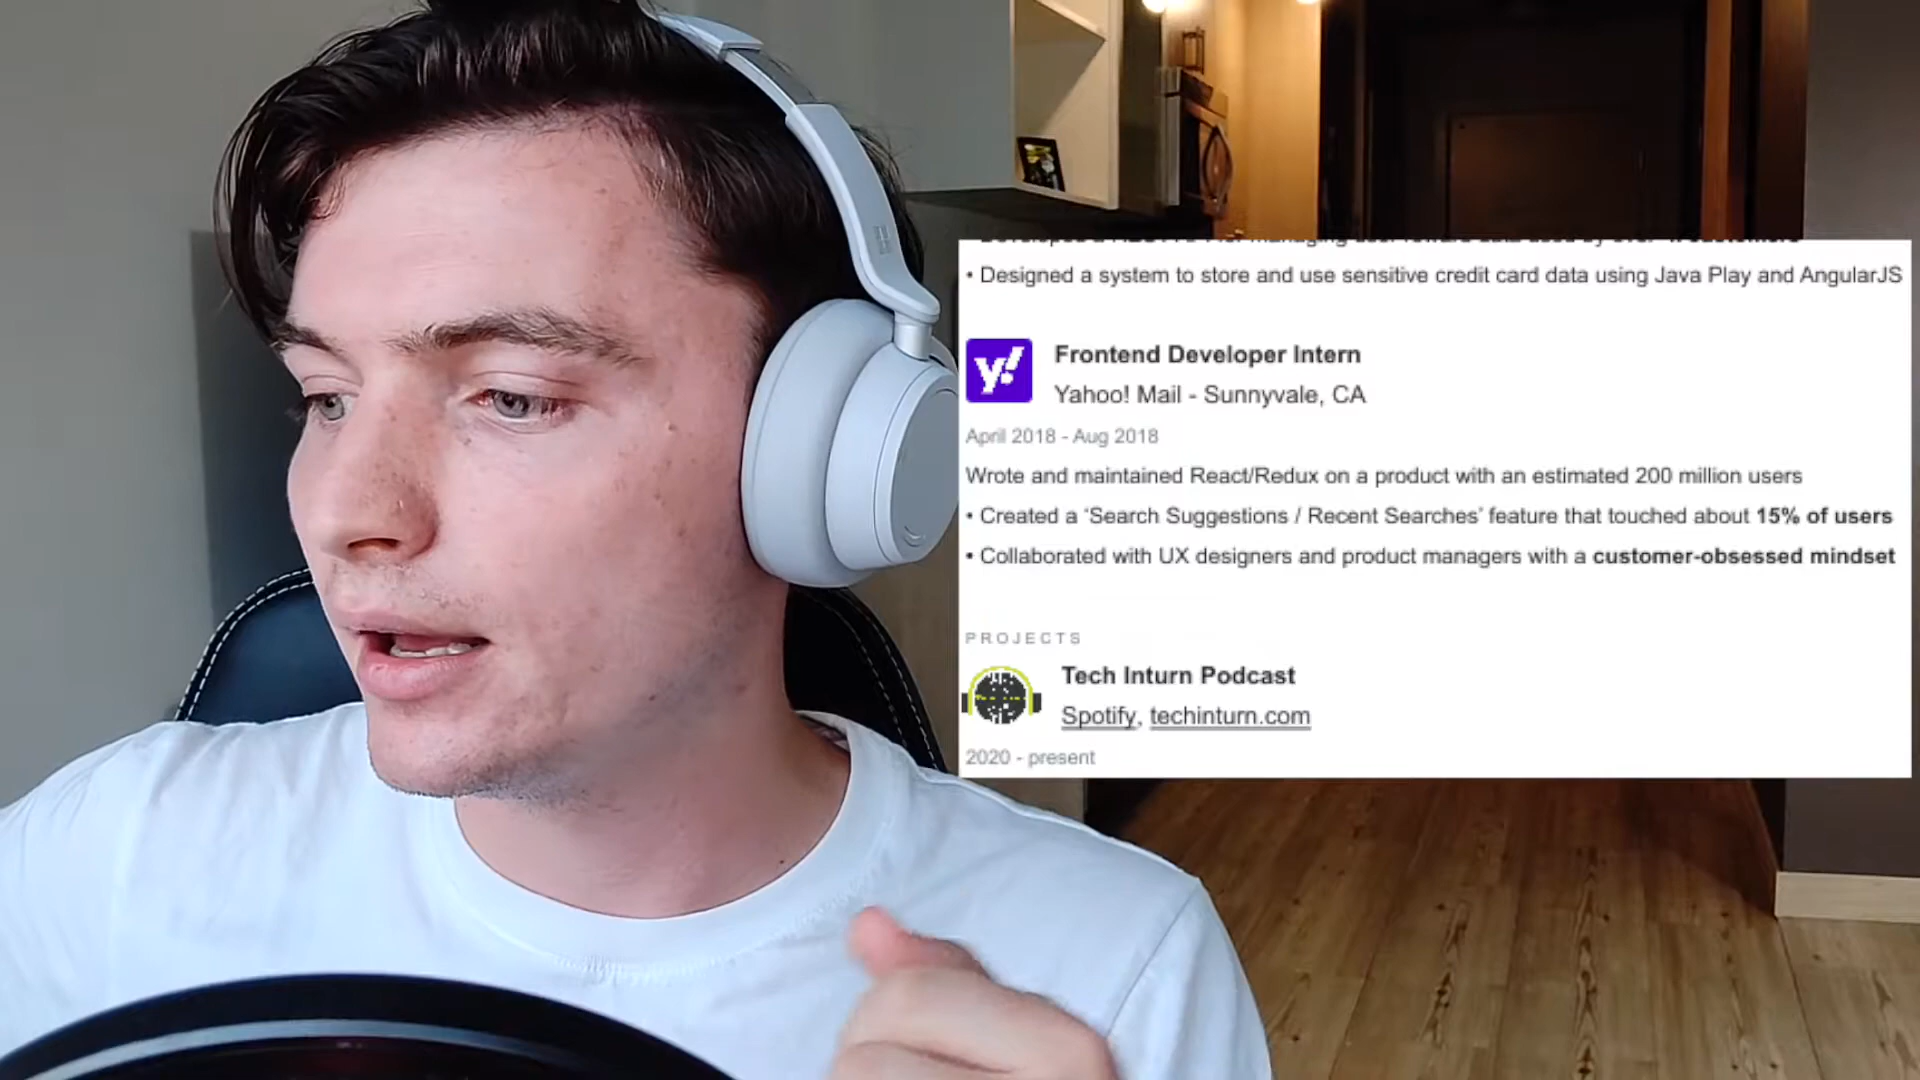 • Designed a system to store and use sensitive credit card data using Java Play and AngularJS
y!
Frontend Developer Intern
Yahoo! Mail - Sunnyvale, CA
April 2018 - Aug 2018
Wrote and maintained React/Redux on a product with an estimated 200 million users
• Created a ‘Search Suggestions / Recent Searches’ feature that touched about 15% of users
• Collaborated with UX designers and product managers with a customer-obsessed mindset
PROJECTS
Tech Inturn Podcast
Spotify, techinturn.com
2020 - present